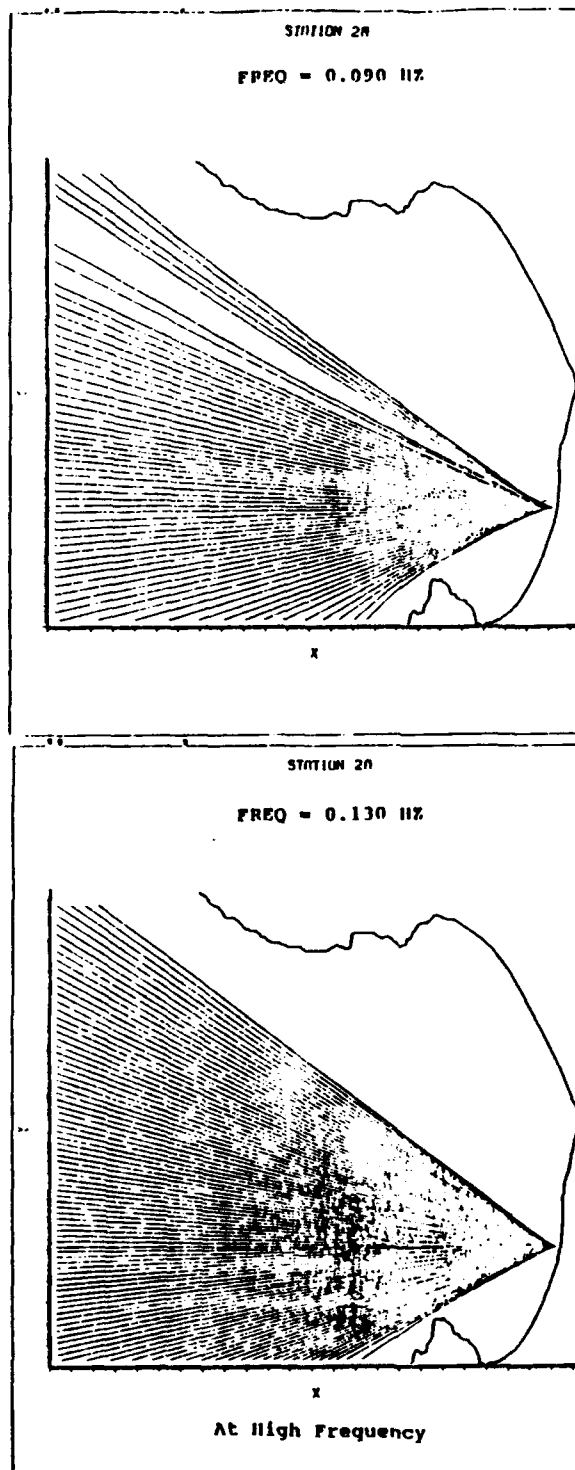 STATION 2A
FREQ = 0.090 HZ
X
STATION 2A
FREQ = 0.130 HZ
Y
X
At High Frequency